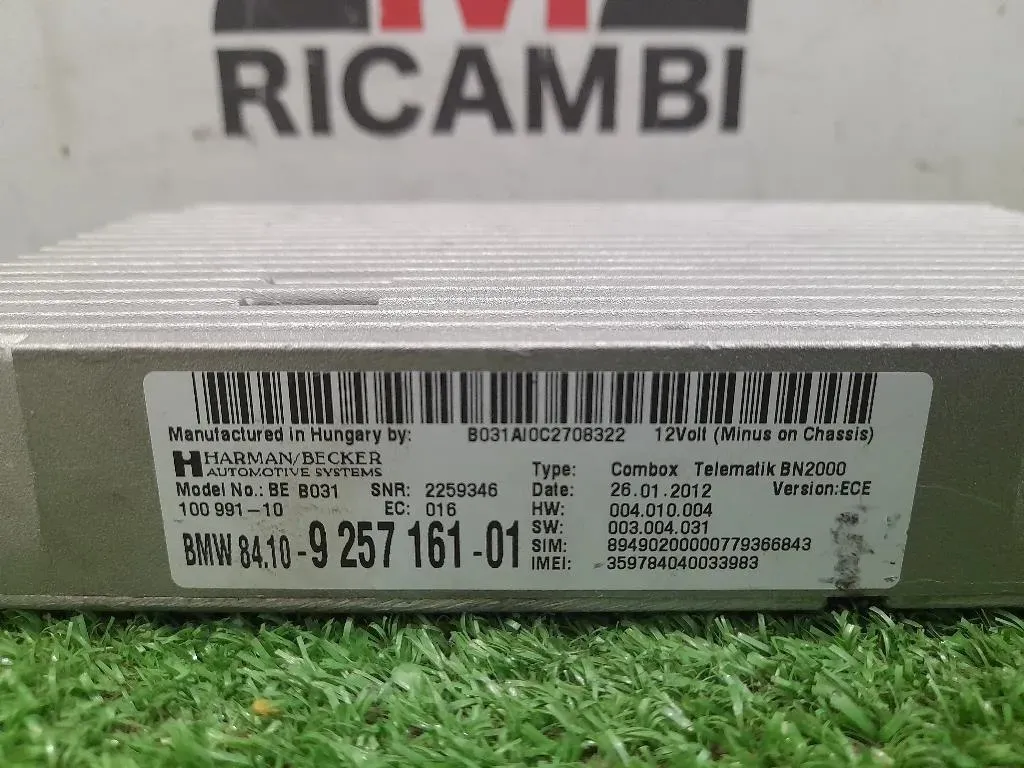 M
RICAMBI
Manufactured in Hungary by: B031AI0C2708322 12Volt (Minus on Chassis)
HARMAN/BECKER
AUTOMOTIVE SYSTEMS
Type: Combox Telematik BN2000
Model No.: BE B031 SNR: 2259346 Date: 26.01.2012 Version: ECE
100 991-10 EC: 016 HW: 004.010.004
SW: 003.004.031
BMW 84.10-9 257 161-01 SIM: 89490200000779366843
IMEI: 359784040033983